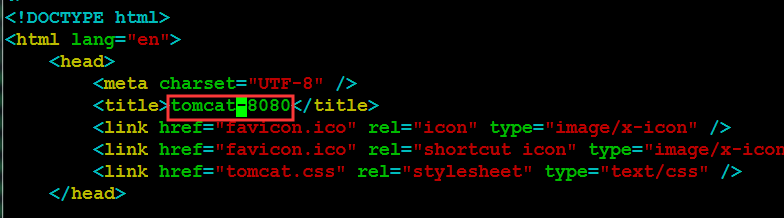 <!DOCTYPE html>
<html lang="en">
    <head>
        <meta charset="UTF-8" />
        <title>tomcat-8080</title>
        <link href="favicon.ico" rel="icon" type="image/x-icon" />
        <link href="favicon.ico" rel="shortcut icon" type="image/x-icon
        <link href="tomcat.css" rel="stylesheet" type="text/css" />
    </head>